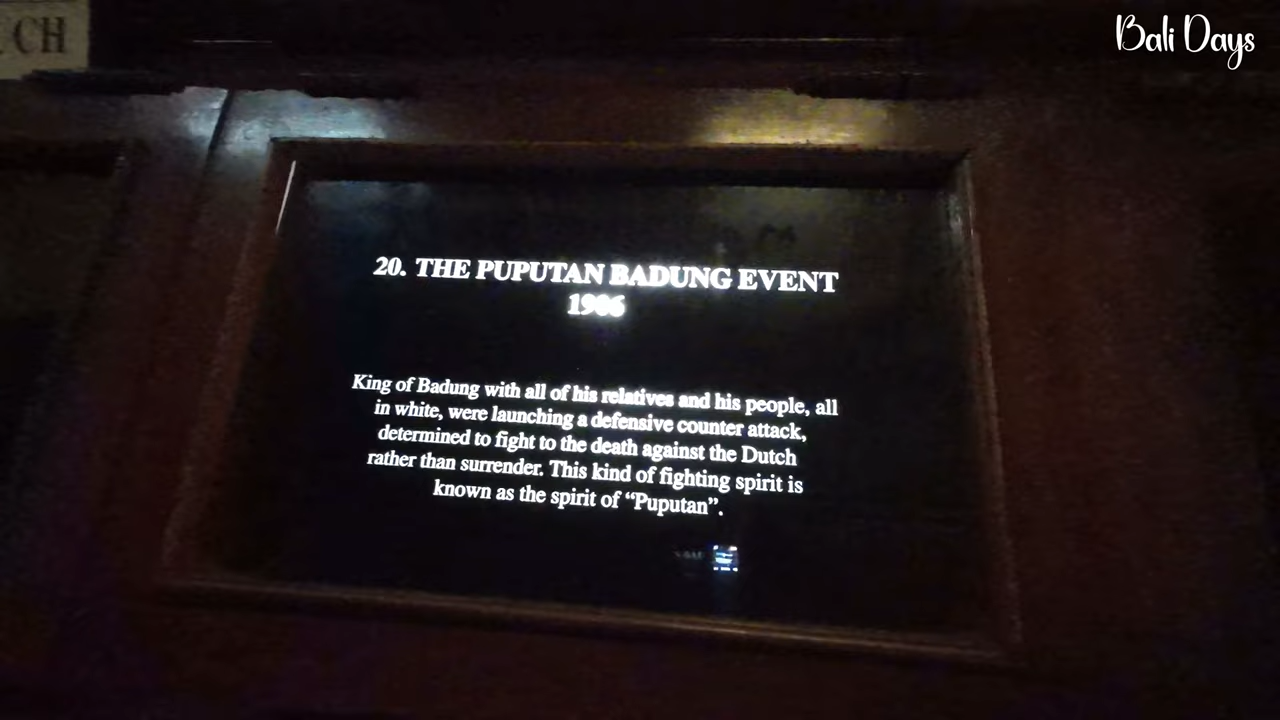 CH
Bali Days
20. THE PUPUTAN BADUNG EVENT
1906
King of Badung with all of his relatives and his people, all
in white, were launching a defensive counter attack,
determined to fight to the death against the Dutch
rather than surrender. This kind of fighting spirit is
known as the spirit of “Puputan”.